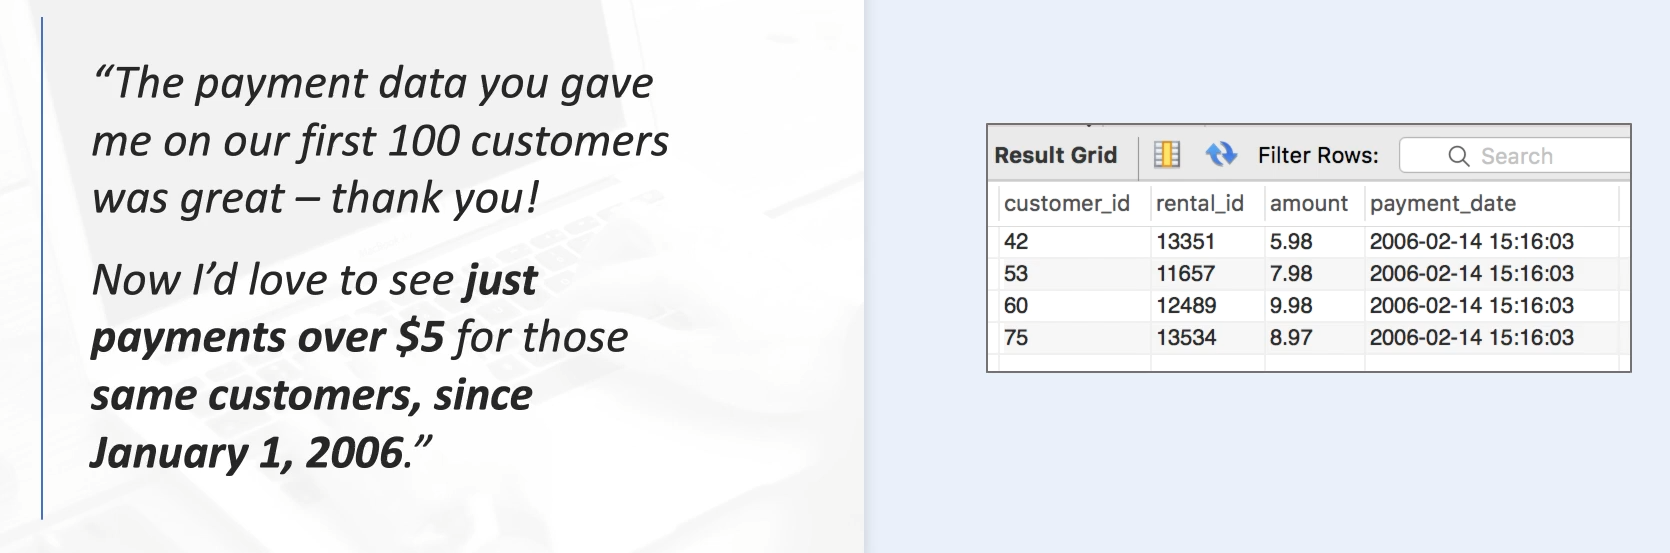 “The payment data you gave
me on our first 100 customers
was great – thank you!
Now I’d love to see just
payments over $5 for those
same customers, since
January 1, 2006.”
Result Grid Filter Rows: Search
customer_id rental_id amount payment_date
42 13351 5.98 2006-02-14 15:16:03
53 11657 7.98 2006-02-14 15:16:03
60 12489 9.98 2006-02-14 15:16:03
75 13534 8.97 2006-02-14 15:16:03